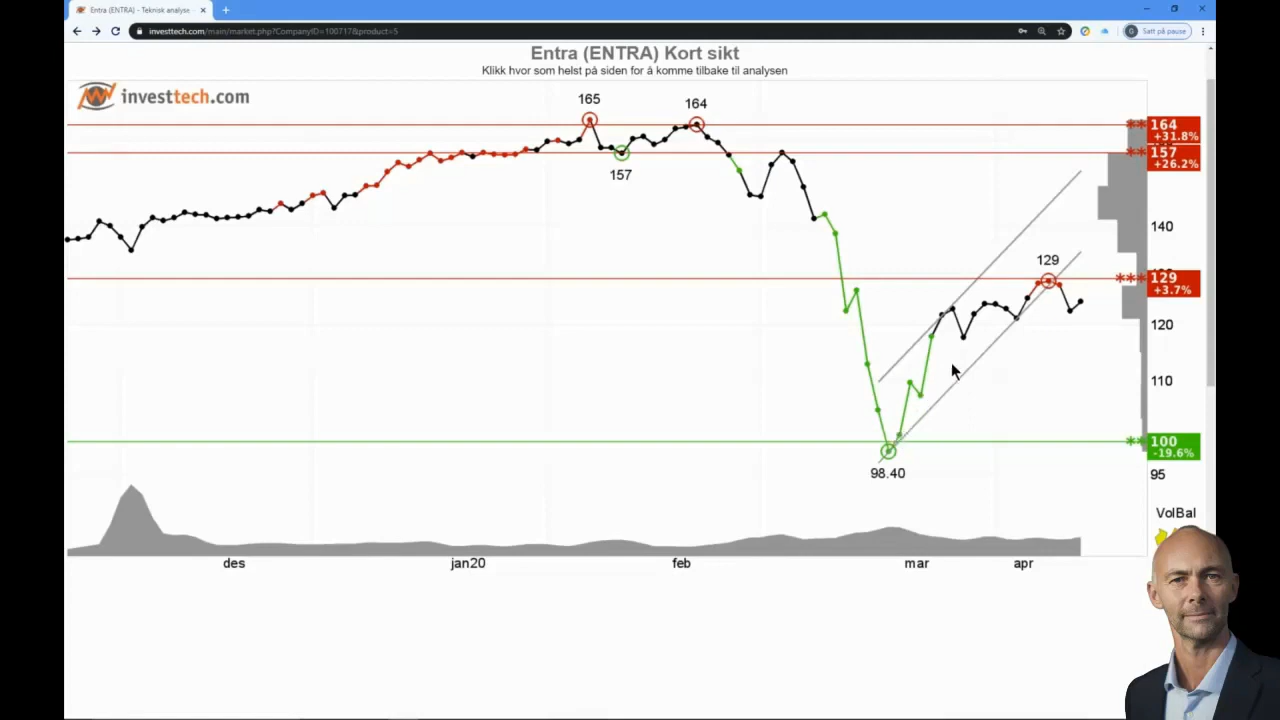 Entra (ENTRA) - Teknisk analyse
investtech.com/main/market.php?CompanyID=100717&product=5
G Satt på pause
Entra (ENTRA) Kort sikt
Klikk hvor som helst på siden for å komme tilbake til analysen
investtech.com
165
164
157
129
98.40
** 164
+31.8%
** 157
+26.2%
140
*** 129
+3.7%
120
110
** 100
-19.6%
95
VolBal
des jan20 feb mar apr